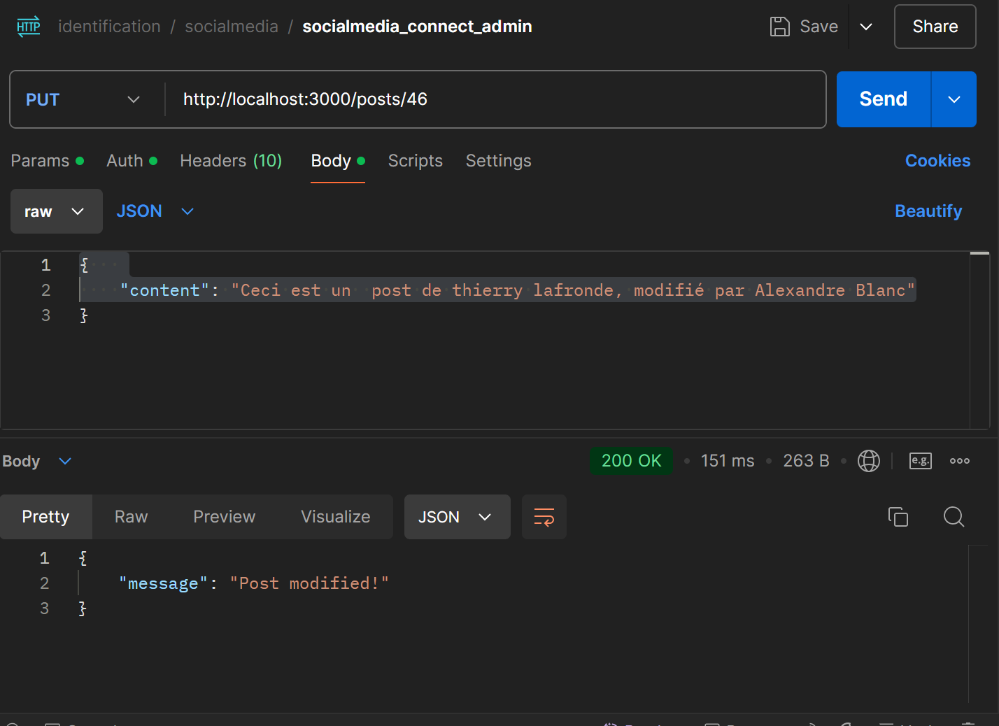 HTTP identification / socialmedia / socialmedia_connect_admin Save Share
PUT http://localhost:3000/posts/46 Send
Params Auth Headers (10) Body Scripts Settings Cookies
raw JSON Beautify
1 {
2 "content": "Ceci est un  post de thierry lafronde, modifié par Alexandre Blanc"
3 }
Body 200 OK • 151 ms • 263 B • e.g.
Pretty Raw Preview Visualize JSON
1 {
2 "message": "Post modified!"
3 }